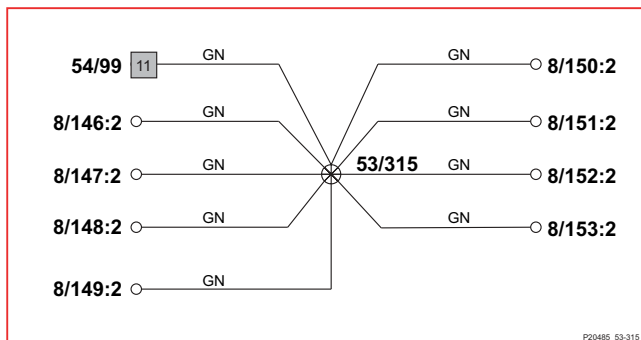 54/99 11 GN GN 8/150:2
8/146:2 GN GN 8/151:2
53/315
8/147:2 GN GN 8/152:2
8/148:2 GN GN 8/153:2
8/149:2 GN
P20485_53-315